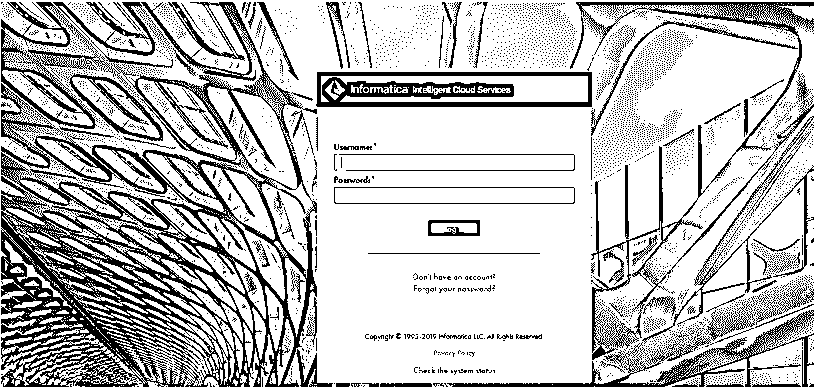 Informatica Intelligent Cloud Services
Username*
Password*
Don't have an account?
Forgot your password?
Copyright © 1993-2019 Informatica LLC. All Rights Reserved
Privacy Policy
Check the system status